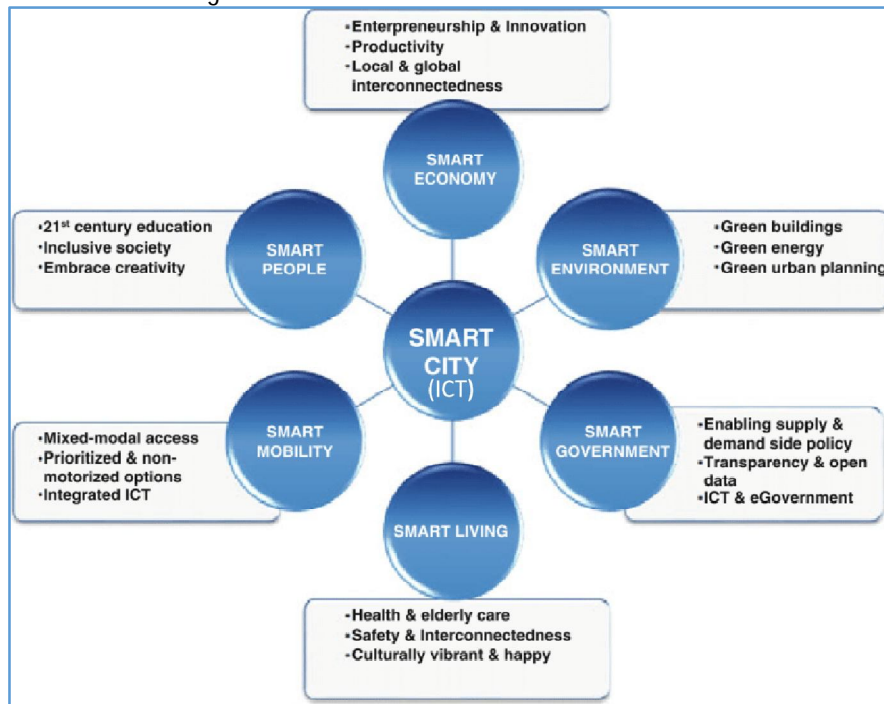 •Enterpreneurship & Innovation
•Productivity
•Local & global
interconnectedness
SMART
ECONOMY
•21st century education
•Inclusive society
•Embrace creativity
SMART
PEOPLE
SMART
ENVIRONMENT
•Green buildings
•Green energy
•Green urban planning
SMART
CITY
(ICT)
•Mixed-modal access
•Prioritized & non-
motorized options
•Integrated ICT
SMART
MOBILITY
SMART
GOVERNMENT
•Enabling supply &
demand side policy
•Transparency & open
data
•ICT & eGovernment
SMART LIVING
•Health & elderly care
•Safety & Interconnectedness
•Culturally vibrant & happy